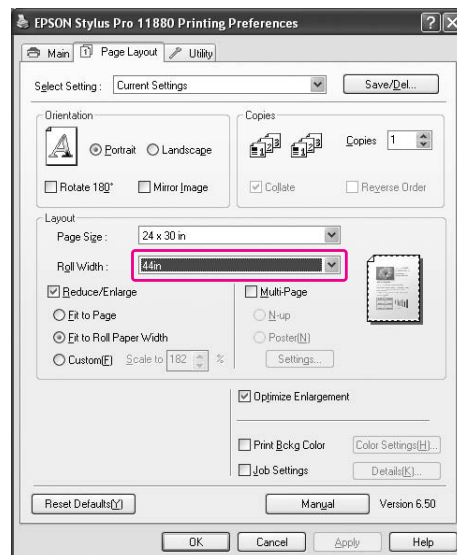 EPSON Stylus Pro 11880 Printing Preferences
Main Page Layout Utility
Select Setting : Current Settings Save/Del...
Orientation
Portrait Landscape
Rotate 180° Mirror Image
Copies
Copies 1
Collate Reverse Order
Layout
Page Size : 24 x 30 in
Roll Width : 44in
Reduce/Enlarge
Fit to Page
Fit to Roll Paper Width
Custom(F) Scale to 182 %
Multi-Page
N-up
Poster(N)
Settings...
Optimize Enlargement
Print Bckg Color Color Settings(H)...
Job Settings Details(K)...
Reset Defaults(Y) Manual Version 6.50
OK Cancel Apply Help